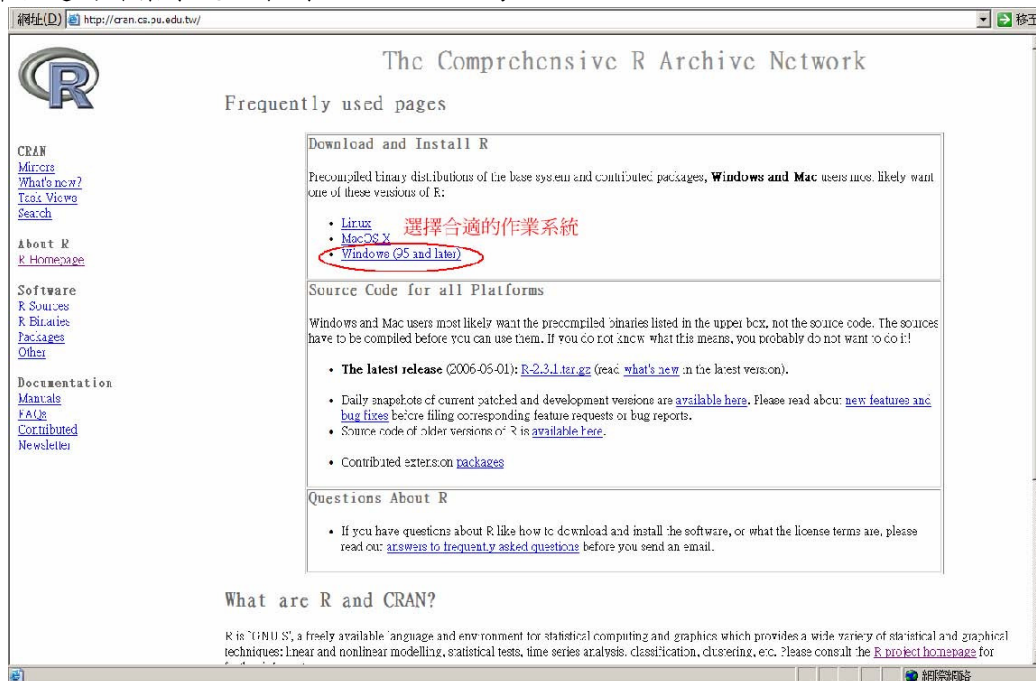 網址(D) http://cran.cs.pu.edu.tw/
移至
R
The Comprehensive R Archive Network
Frequently used pages
CRAN
Mirrors
What's new?
Task Views
Search
About R
R Homepage
Software
R Sources
R Binaries
Packages
Other
Documentation
Manuals
FAQs
Contributed
Newsletter
Download and Install R
Precompiled binary distributions of the base system and contributed packages, Windows and Mac users most likely want
one of these versions of R:
• Linux
選擇合適的作業系統
• MacOS X
• Windows (95 and later)
Source Code for all Platforms
Windows and Mac users most likely want the precompiled binaries listed in the upper box, not the source code. The sources
have to be compiled before you can use them. If you do not know what this means, you probably do not want to do it!
• The latest release (2006-06-01): R-2.3.1.tar.gz (read what's new in the latest version).
• Daily snapshots of current patched and development versions are available here. Please read about new features and
bug fixes before filing corresponding feature requests or bug reports.
• Source code of older versions of R is available here.
• Contributed extension packages
Questions About R
• If you have questions about R like how to download and install the software, or what the license terms are, please
read our answers to frequently asked questions before you send an email.
What are R and CRAN?
R is `GNU S', a freely available language and environment for statistical computing and graphics which provides a wide variety of statistical and graphical
techniques: linear and nonlinear modelling, statistical tests, time series analysis, classification, clustering, etc. Please consult the R project homepage for
網際網路